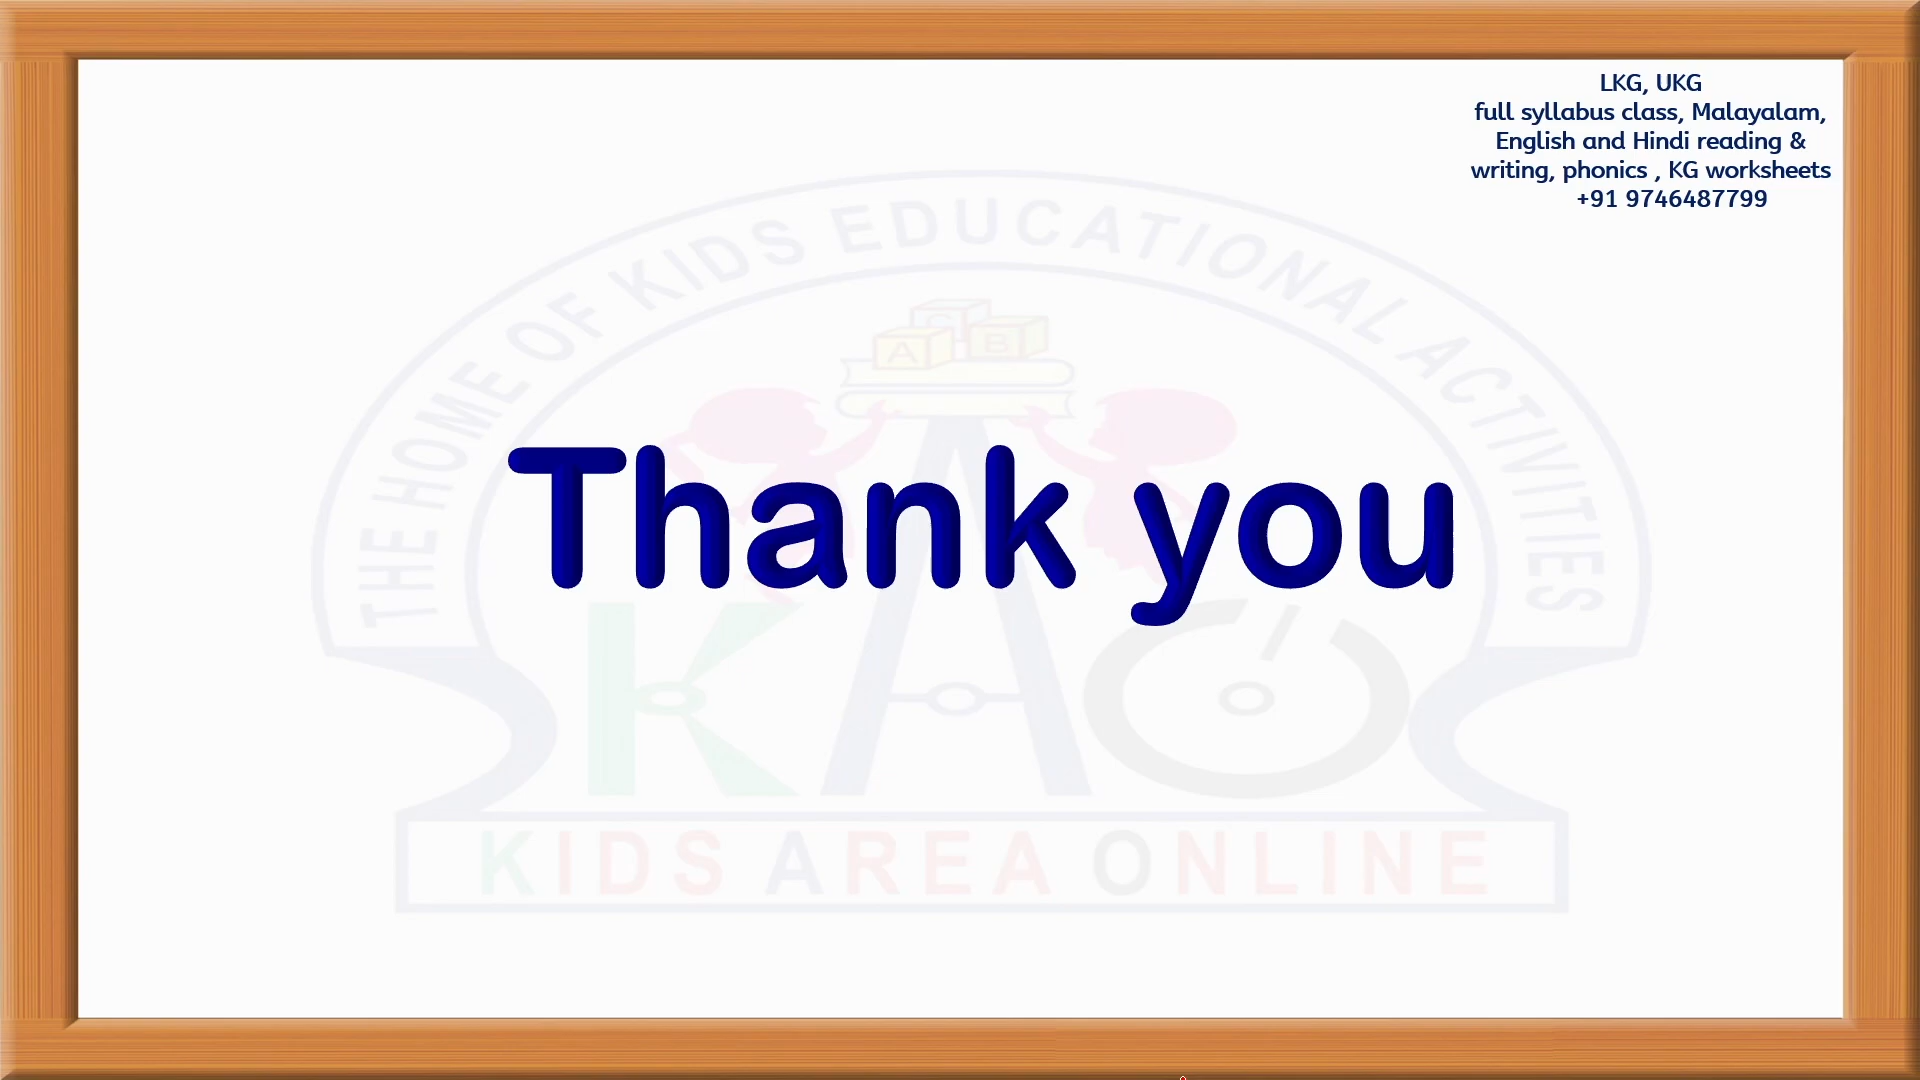 LKG, UKG
full syllabus class, Malayalam,
English and Hindi reading &
writing, phonics , KG worksheets
+91 9746487799
THE HOME OF KIDS EDUCATIONAL ACTIVITIES
C
A B
Thank you
KAO
KIDS AREA ONLINE